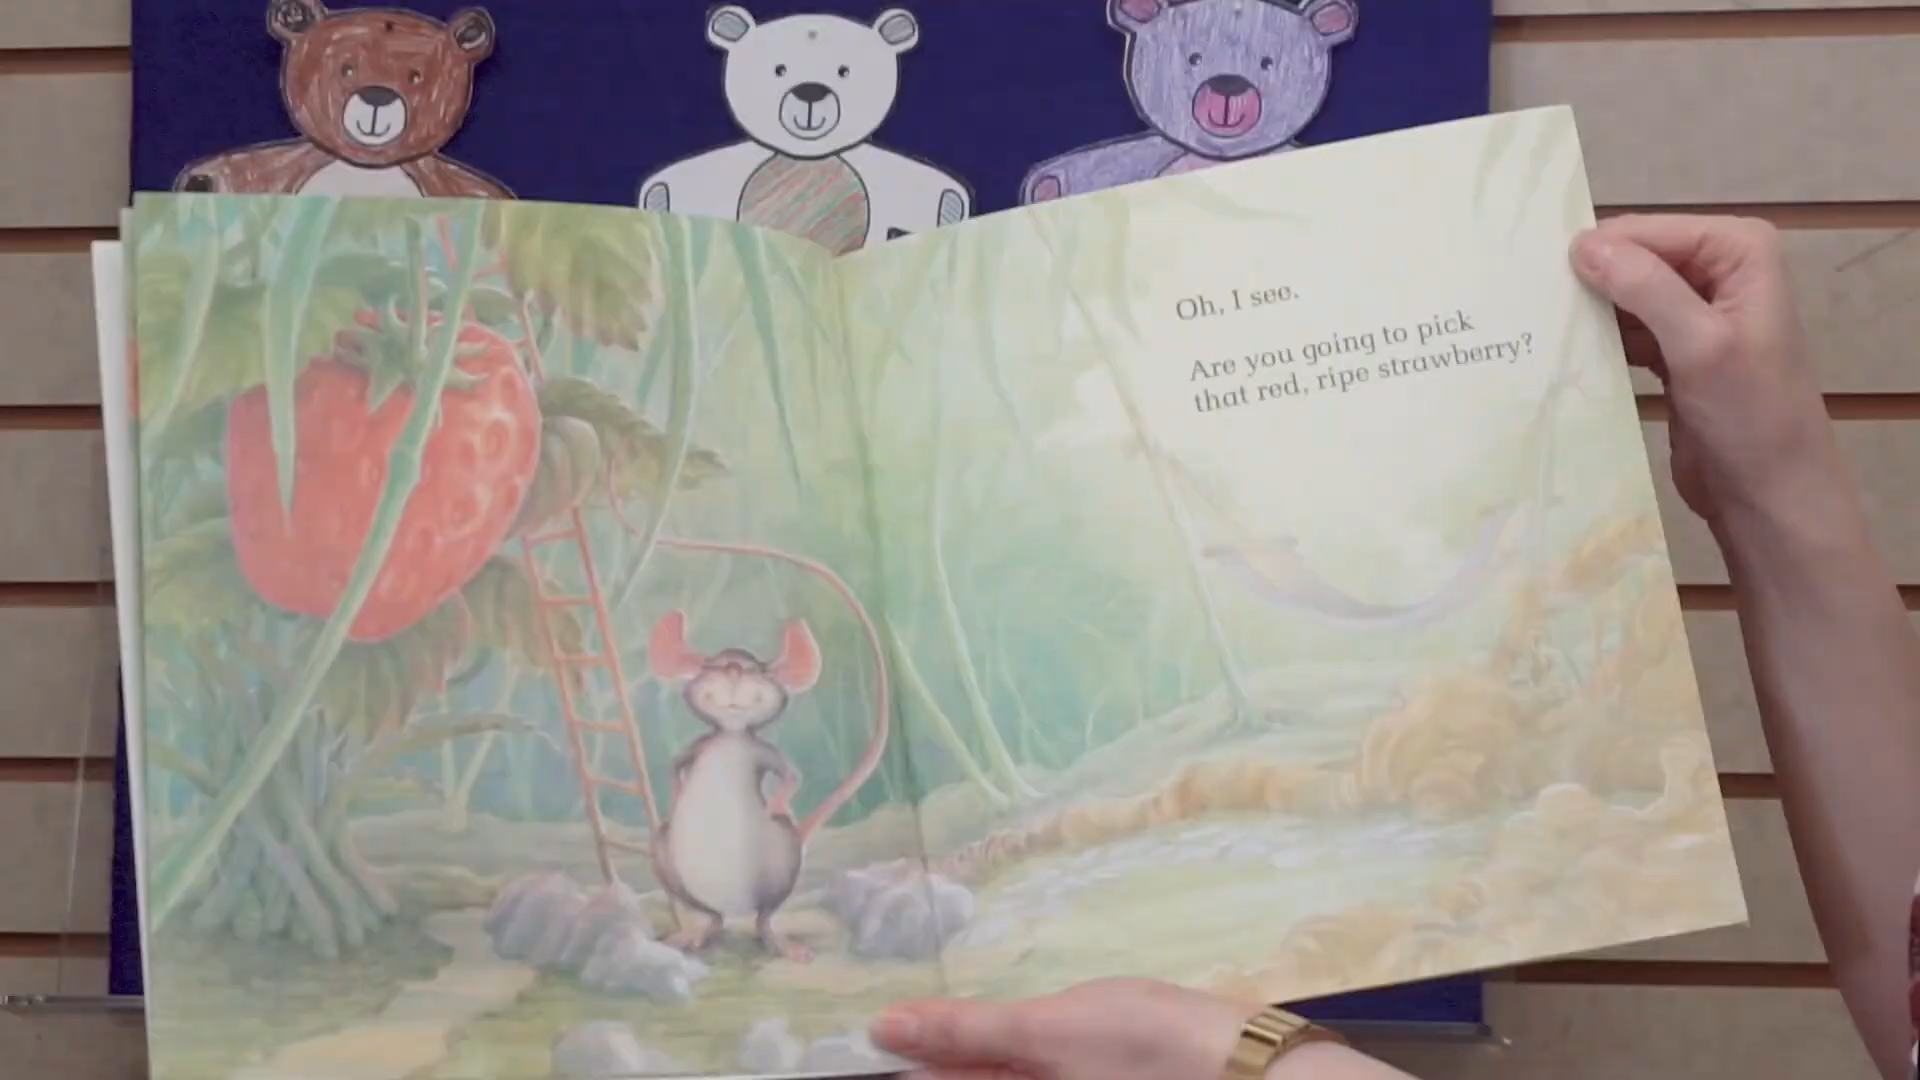 Oh, I see.
Are you going to pick
that red, ripe strawberry?